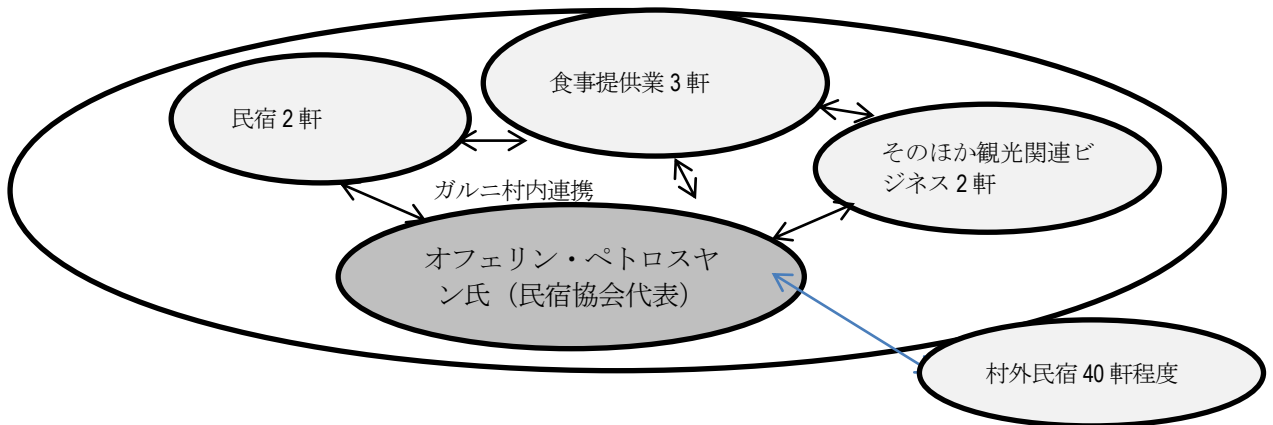 食事提供業 3 軒
民宿 2 軒
そのほか観光関連ビ
ジネス 2 軒
ガルニ村内連携
オフェリン・ペトロスヤ
ン氏（民宿協会代表）
村外民宿 40 軒程度